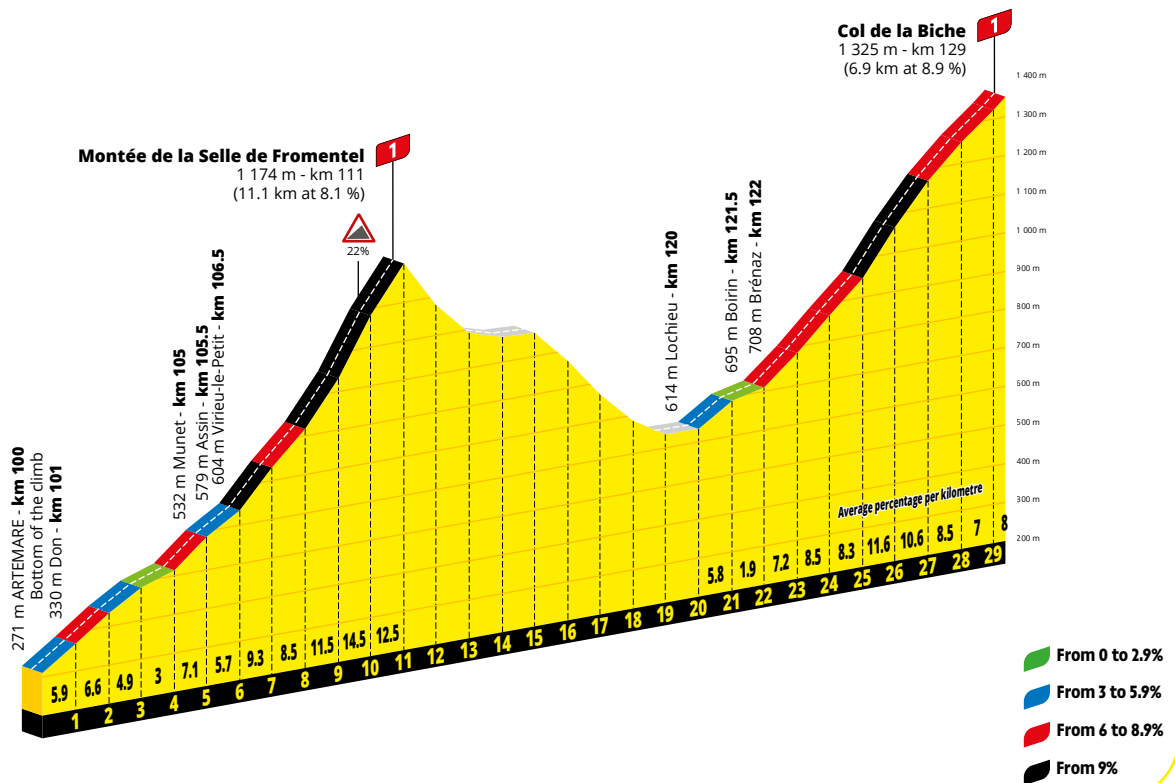 Col de la Biche
1
1 325 m - km 129
(6.9 km at 8.9 %)
Montée de la Selle de Fromentel
1
1 174 m - km 111
(11.1 km at 8.1 %)
22%
271 m ARTEMARE - km 100
Bottom of the climb
330 m Don - km 101
532 m Munet - km 105
579 m Assin - km 105.5
604 m Virieu-le-Petit - km 106.5
614 m Lochieu - km 120
695 m Boirin - km 121.5
708 m Brénaz - km 122
1 400 m
1 300 m
1 200 m
1 100 m
1 000 m
900 m
800 m
700 m
600 m
500 m
400 m
300 m
200 m
Average percentage per kilometre
5.9 6.6 4.9 3 7.1 5.7 9.3 8.5 11.5 14.5 12.5
5.8 1.9 7.2 8.5 8.3 11.6 10.6 8.5 7 8
1 2 3 4 5 6 7 8 9 10 11 12 13 14 15 16 17 18 19 20 21 22 23 24 25 26 27 28 29
From 0 to 2.9%
From 3 to 5.9%
From 6 to 8.9%
From 9%